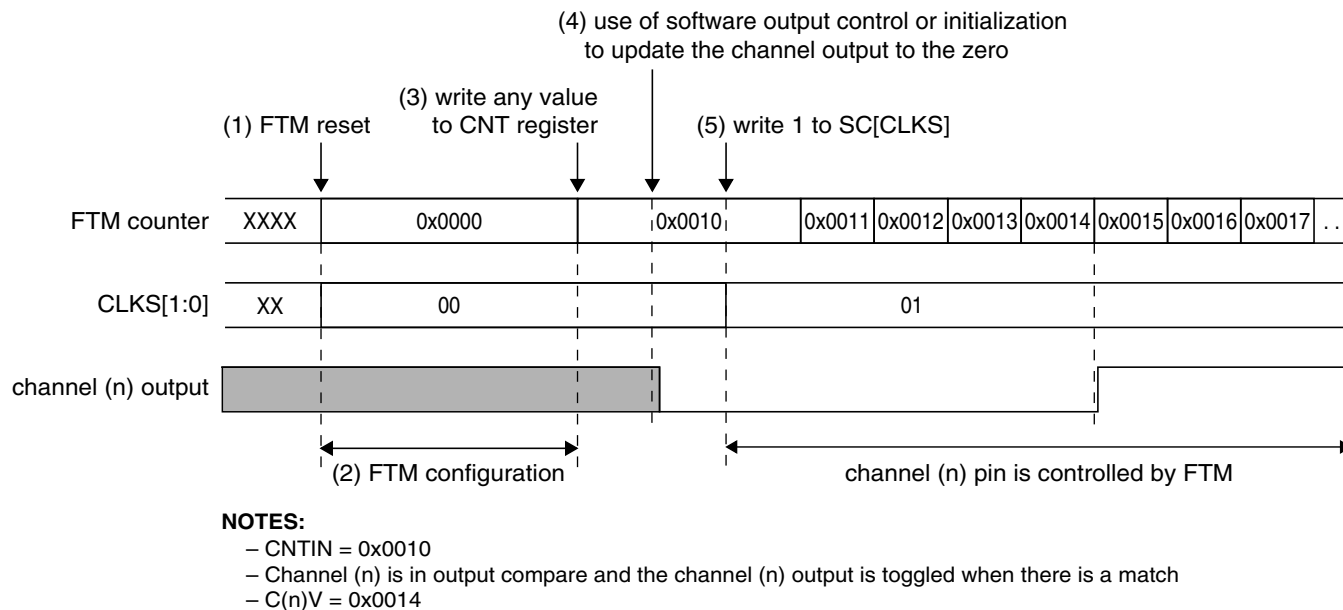 (4) use of software output control or initialization
to update the channel output to the zero
(3) write any value
to CNT register
(1) FTM reset
(5) write 1 to SC[CLKS]
FTM counter XXXX 0x0000 0x0010 0x0011 0x0012 0x0013 0x0014 0x0015 0x0016 0x0017 . .
CLKS[1:0] XX 00 01
channel (n) output
(2) FTM configuration
channel (n) pin is controlled by FTM
NOTES:
– CNTIN = 0x0010
– Channel (n) is in output compare and the channel (n) output is toggled when there is a match
– C(n)V = 0x0014